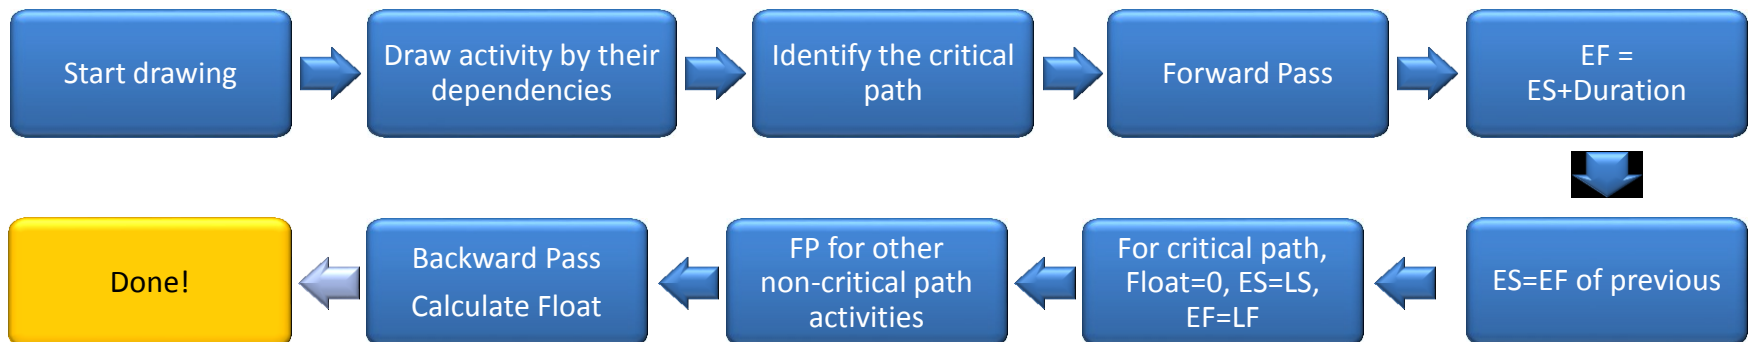 Start drawing
Draw activity by their
dependencies
Identify the critical
path
Forward Pass
EF =
ES+Duration
ES=EF of previous
For critical path,
Float=0, ES=LS,
EF=LF
FP for other
non-critical path
activities
Backward Pass
Calculate Float
Done!